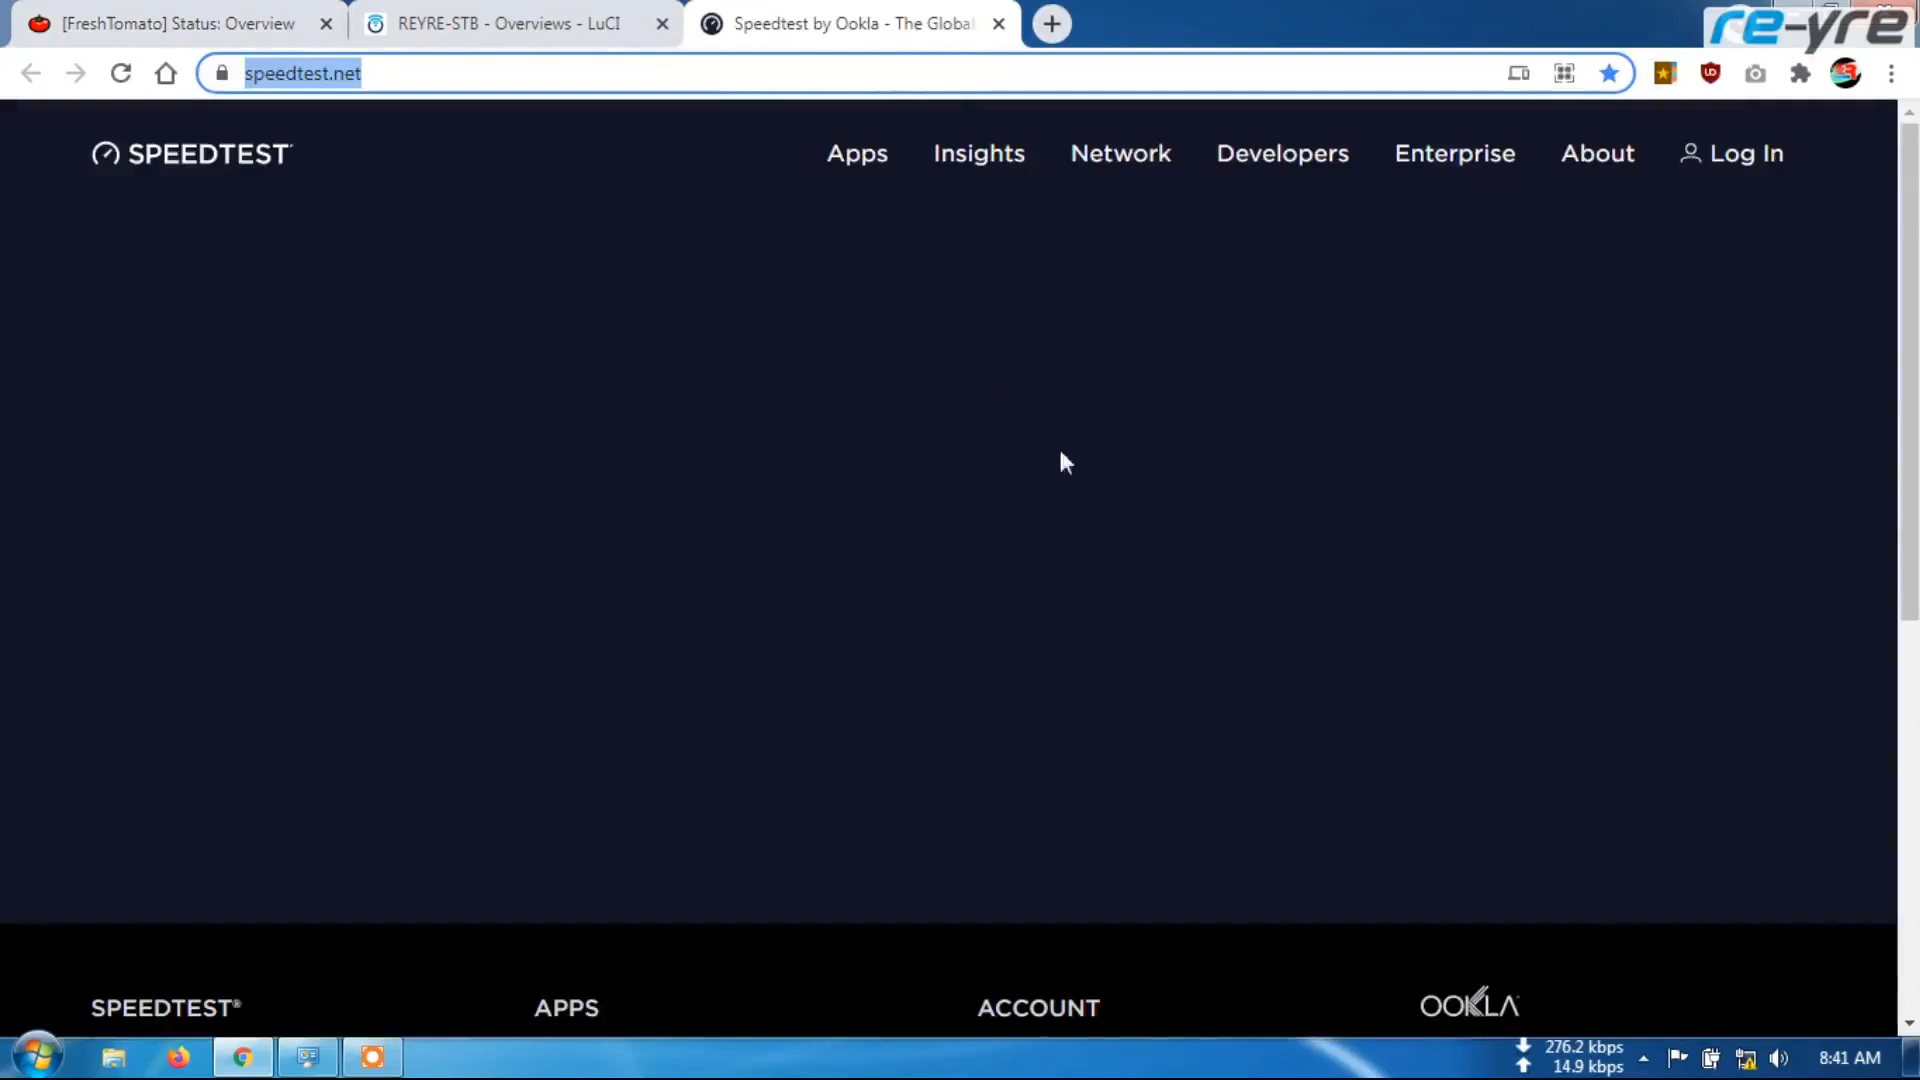 [FreshTomato] Status: Overview
REYRE-STB - Overviews - LuCI
Speedtest by Ookla - The Global
re-yre
speedtest.net
SPEEDTEST
Apps
Insights
Network
Developers
Enterprise
About
Log In
SPEEDTEST®
APPS
ACCOUNT
OOKLA
276.2 kbps
14.9 kbps
8:41 AM